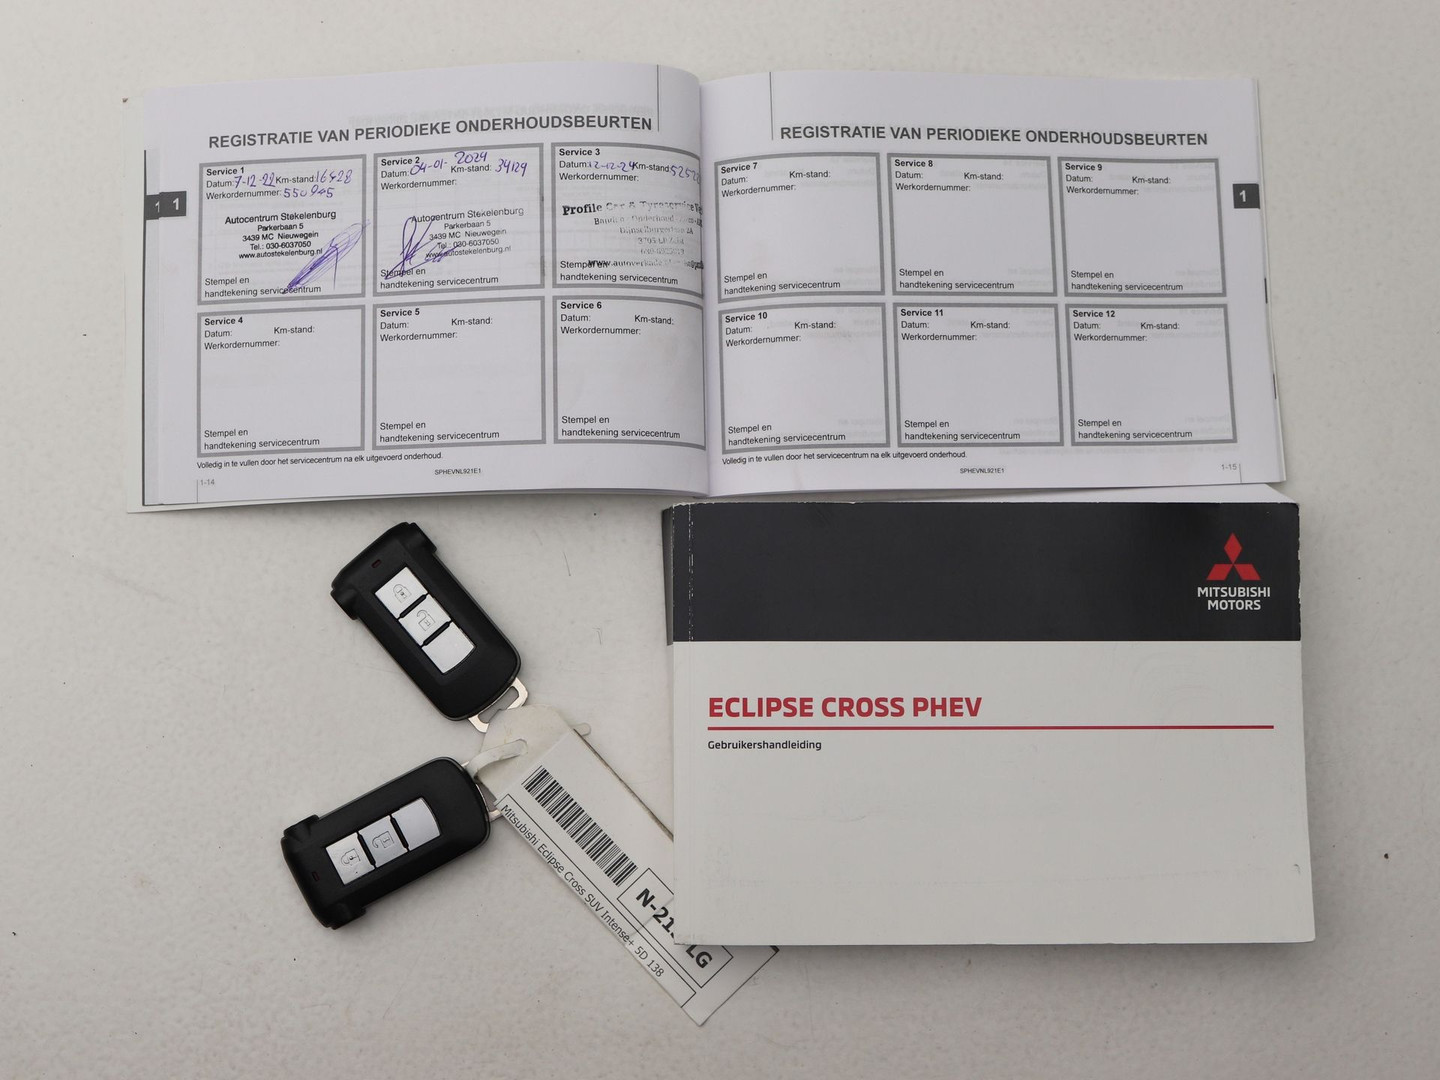 REGISTRATIE VAN PERIODIEKE ONDERHOUDSBEURTEN
1 1
Service 1
Datum: 7-12-22 Km-stand: 16428
Werkordernummer: 550945
Autocentrum Stekelenburg
Parkerbaan 5
3439 MC Nieuwegein
Tel.: 030-6037050
www.autostekelenburg.nl
Stempel en
handtekening servicecentrum
Service 2
Datum: 04-01-2024
Km-stand: 34129
Werkordernummer:
Autocentrum Stekelenburg
Parkerbaan 5
3439 MC Nieuwegein
Tel.: 030-6037050
www.autostekelenburg.nl
Stempel en
handtekening servicecentrum
Service 3
Datum: 12-12-24 Km-stand:
Werkordernummer:
Profile Car & Tyreservice
Stempel en
handtekening servicecentrum
Service 4
Datum: Km-stand:
Werkordernummer:
Stempel en
handtekening servicecentrum
Service 5
Datum: Km-stand:
Werkordernummer:
Stempel en
handtekening servicecentrum
Service 6
Datum: Km-stand:
Werkordernummer:
Stempel en
handtekening servicecentrum
Volledig in te vullen door het servicecentrum na elk uitgevoerd onderhoud.
SPHEVNL921E1
1-14
REGISTRATIE VAN PERIODIEKE ONDERHOUDSBEURTEN
1
Service 7
Datum: Km-stand:
Werkordernummer:
Stempel en
handtekening servicecentrum
Service 8
Datum: Km-stand:
Werkordernummer:
Stempel en
handtekening servicecentrum
Service 9
Datum: Km-stand:
Werkordernummer:
Stempel en
handtekening servicecentrum
Service 10
Datum: Km-stand:
Werkordernummer:
Stempel en
handtekening servicecentrum
Service 11
Datum: Km-stand:
Werkordernummer:
Stempel en
handtekening servicecentrum
Service 12
Datum: Km-stand:
Werkordernummer:
Stempel en
handtekening servicecentrum
Volledig in te vullen door het servicecentrum na elk uitgevoerd onderhoud.
SPHEVNL921E1
1-15
MITSUBISHI
MOTORS
ECLIPSE CROSS PHEV
Gebruikershandleiding
N-21 LG
Mitsubishi Eclipse Cross SUV Intense+ 5D 138